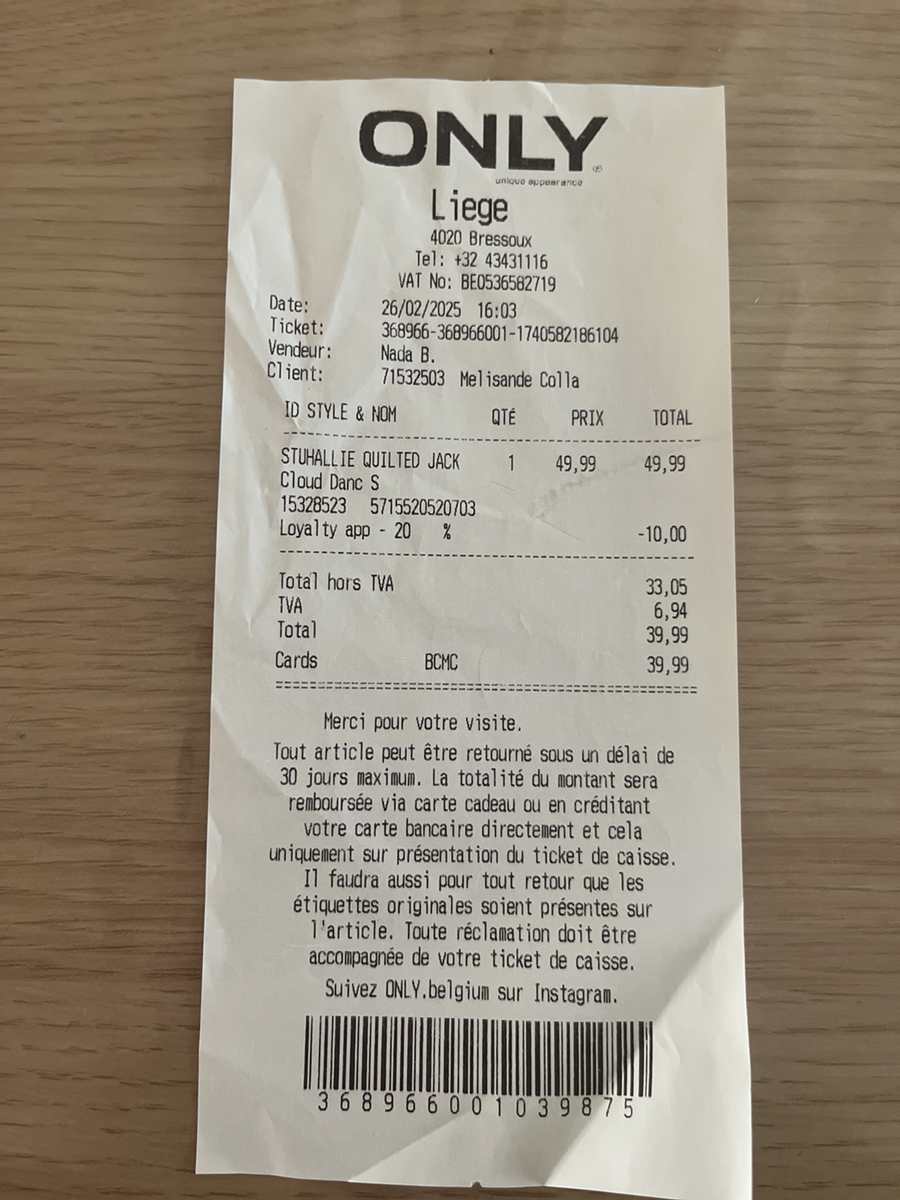 ONLY
®
unique appearance
Liege
4020 Bressoux
Tel: +32 43431116
VAT No: BE0536582719
Date: 26/02/2025 16:03
Ticket: 368966-368966001-1740582186104
Vendeur: Nada B.
Client: 71532503 Melisande Colla
ID STYLE & NOM QTÉ PRIX TOTAL
STUHALLIE QUILTED JACK 1 49,99 49,99
Cloud Danc S
15328523 5715520520703
Loyalty app - 20 % -10,00
Total hors TVA 33,05
TVA 6,94
Total 39,99
Cards BCMC 39,99
Merci pour votre visite.
Tout article peut être retourné sous un délai de
30 jours maximum. La totalité du montant sera
remboursée via carte cadeau ou en créditant
votre carte bancaire directement et cela
uniquement sur présentation du ticket de caisse.
Il faudra aussi pour tout retour que les
étiquettes originales soient présentes sur
l'article. Toute réclamation doit être
accompagnée de votre ticket de caisse.
Suivez ONLY.belgium sur Instagram.
368966001039875